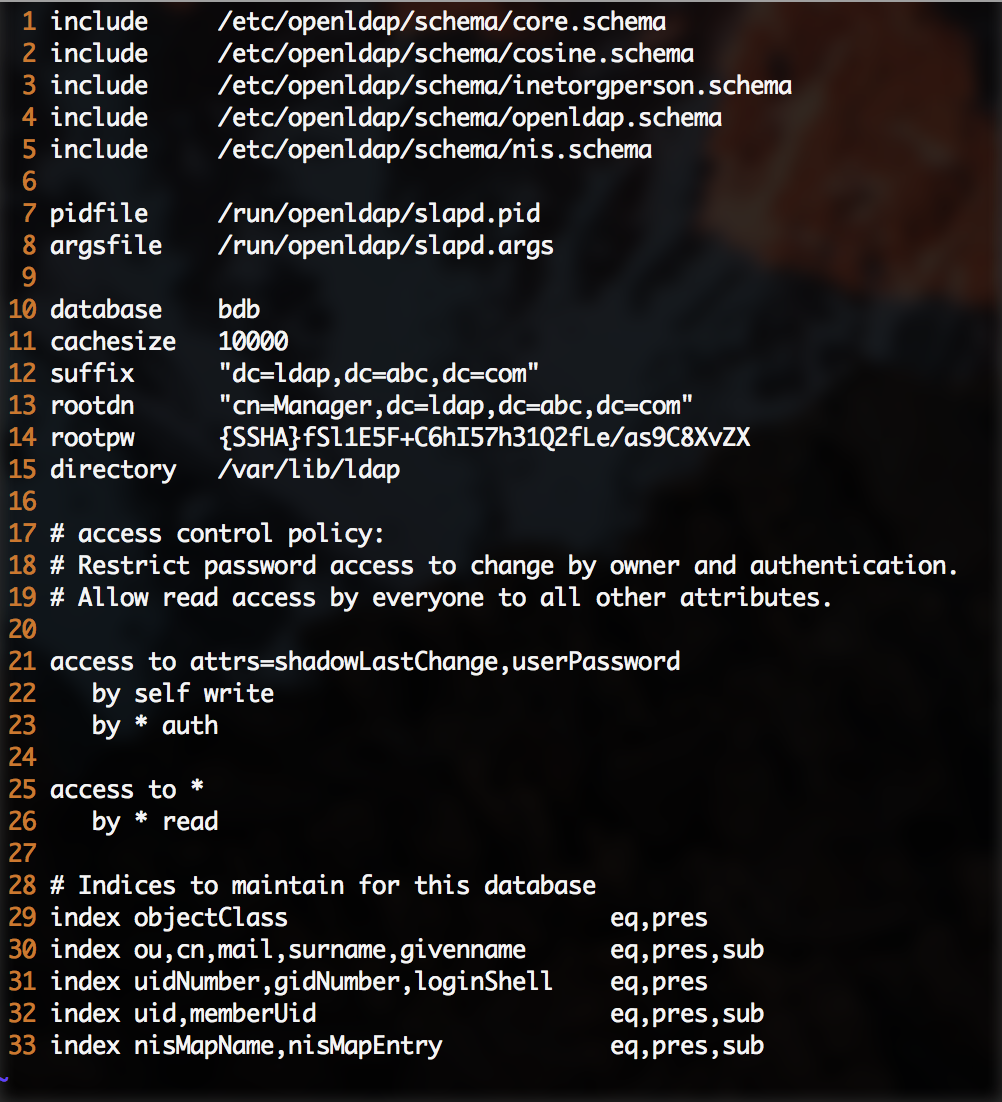 1 include     /etc/openldap/schema/core.schema
2 include     /etc/openldap/schema/cosine.schema
3 include     /etc/openldap/schema/inetorgperson.schema
4 include     /etc/openldap/schema/openldap.schema
5 include     /etc/openldap/schema/nis.schema
6
7 pidfile     /run/openldap/slapd.pid
8 argsfile    /run/openldap/slapd.args
9
10 database    bdb
11 cachesize   10000
12 suffix      "dc=ldap,dc=abc,dc=com"
13 rootdn      "cn=Manager,dc=ldap,dc=abc,dc=com"
14 rootpw      {SSHA}fSl1E5F+C6hI57h31Q2fLe/as9C8XvZX
15 directory   /var/lib/ldap
16
17 # access control policy:
18 # Restrict password access to change by owner and authentication.
19 # Allow read access by everyone to all other attributes.
20
21 access to attrs=shadowLastChange,userPassword
22    by self write
23    by * auth
24
25 access to *
26    by * read
27
28 # Indices to maintain for this database
29 index objectClass                       eq,pres
30 index ou,cn,mail,surname,givenname      eq,pres,sub
31 index uidNumber,gidNumber,loginShell    eq,pres
32 index uid,memberUid                     eq,pres,sub
33 index nisMapName,nisMapEntry            eq,pres,sub
~